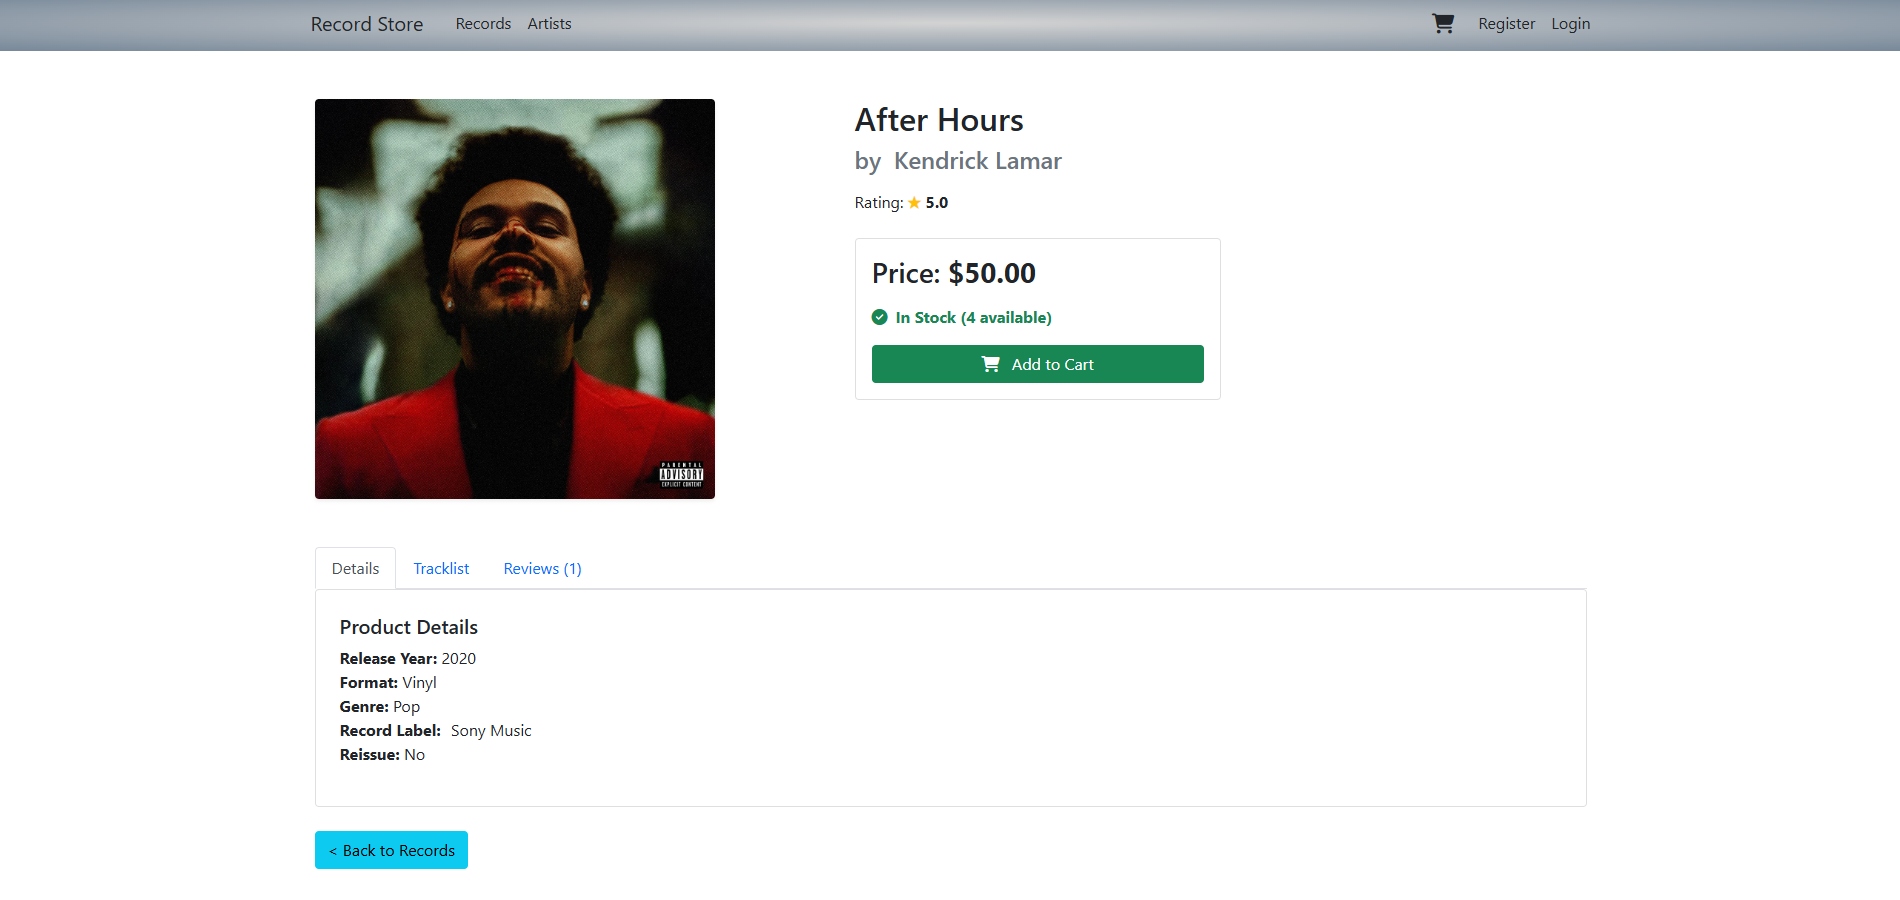 Record Store Records Artists Register Login
After Hours
by Kendrick Lamar
Rating: ★ 5.0
Price: $50.00
In Stock (4 available)
Add to Cart
PARENTAL
ADVISORY
EXPLICIT CONTENT
Details Tracklist Reviews (1)
Product Details
Release Year: 2020
Format: Vinyl
Genre: Pop
Record Label: Sony Music
Reissue: No
< Back to Records